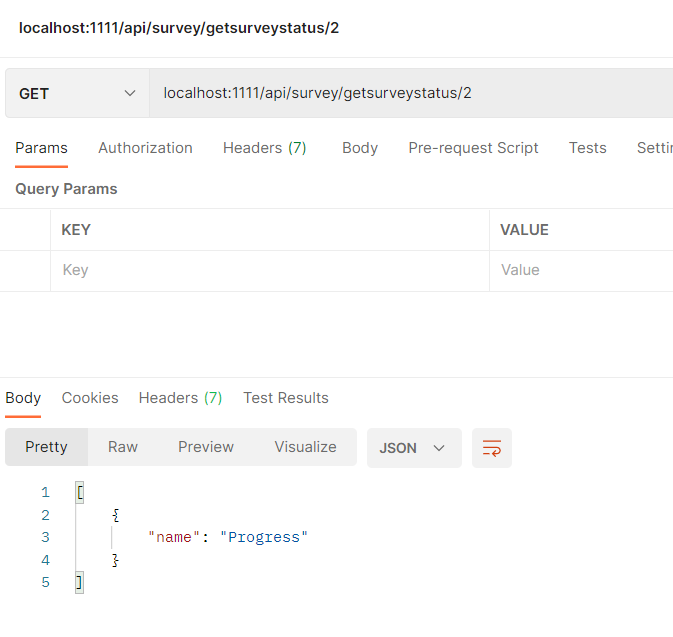 localhost:1111/api/survey/getsurveystatus/2
GET localhost:1111/api/survey/getsurveystatus/2
Params Authorization Headers (7) Body Pre-request Script Tests Settin
Query Params
KEY VALUE
Key Value
Body Cookies Headers (7) Test Results
Pretty Raw Preview Visualize JSON
1 [
2 {
3 "name": "Progress"
4 }
5 ]